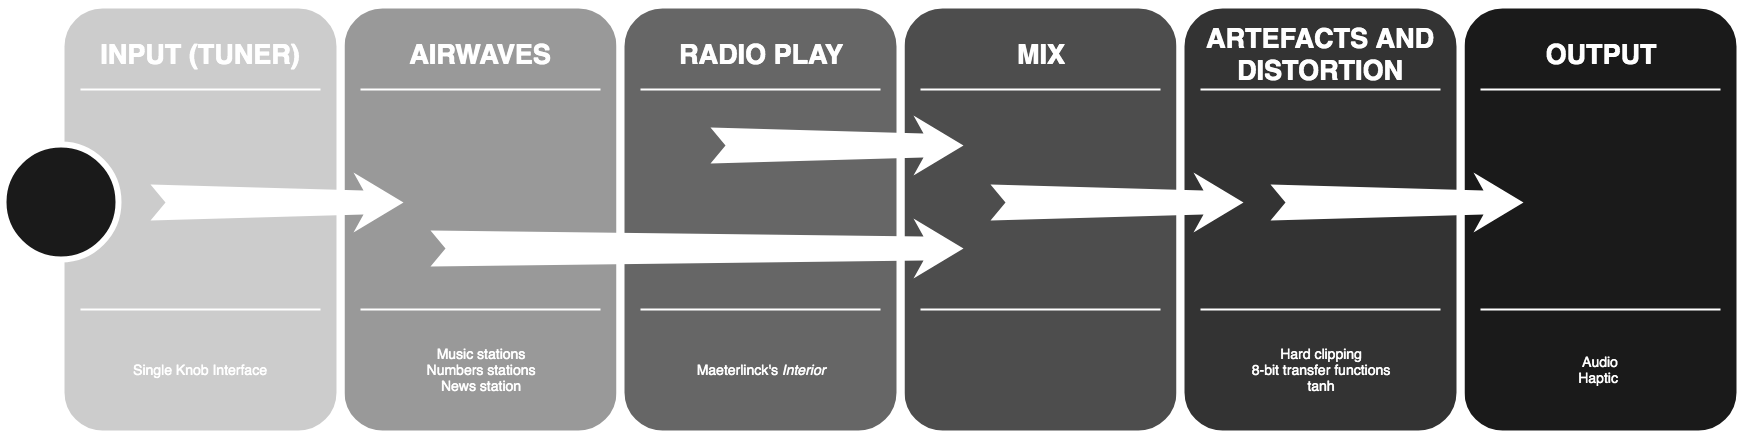 INPUT (TUNER)
Single Knob Interface
AIRWAVES
Music stations
Numbers stations
News station
RADIO PLAY
Maeterlinck's Interior
MIX
ARTEFACTS AND
DISTORTION
Hard clipping
8-bit transfer functions
tanh
OUTPUT
Audio
Haptic